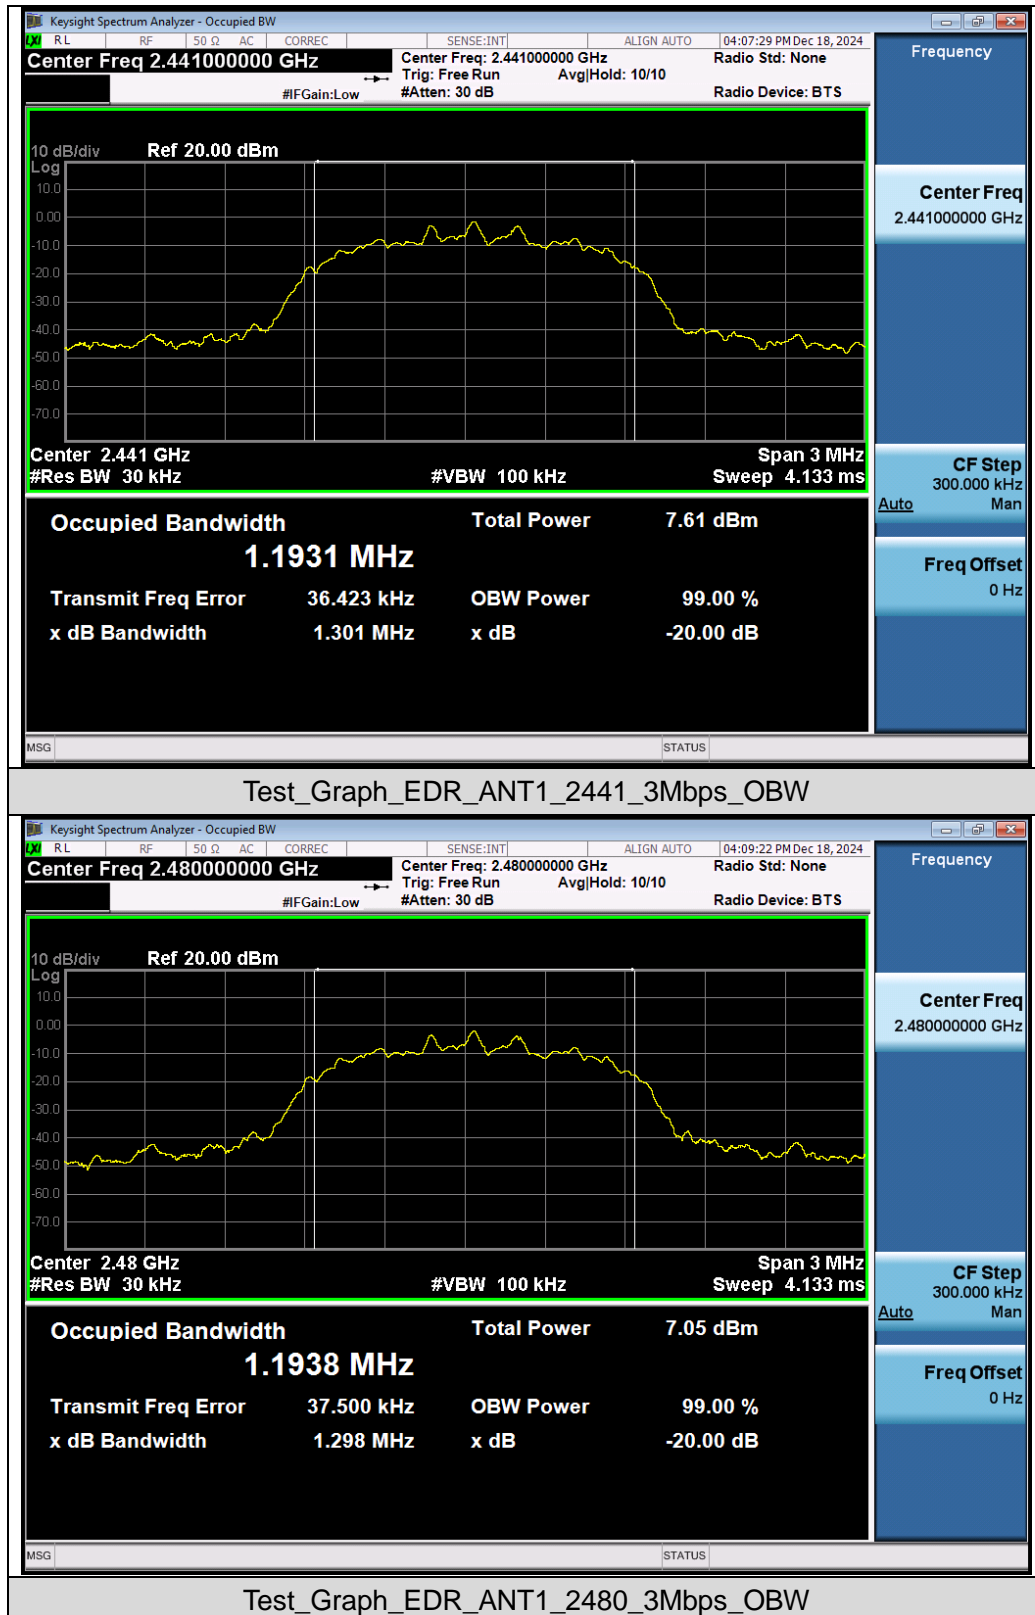 Keysight Spectrum Analyzer - Occupied BW
LXI RL RF 50 Ω AC CORREC SENSE:INT ALIGN AUTO 04:07:29 PM Dec 18, 2024
Center Freq 2.441000000 GHz
Center Freq: 2.441000000 GHz Radio Std: None
Trig: Free Run Avg|Hold: 10/10
#IFGain:Low #Atten: 30 dB Radio Device: BTS
Frequency
10 dB/div Ref 20.00 dBm
Log
10.0
0.00
-10.0
-20.0
-30.0
-40.0
-50.0
-60.0
-70.0
Center 2.441 GHz Span 3 MHz
#Res BW 30 kHz #VBW 100 kHz Sweep 4.133 ms
Center Freq
2.441000000 GHz
CF Step
300.000 kHz
Auto Man
Freq Offset
0 Hz
Occupied Bandwidth Total Power 7.61 dBm
1.1931 MHz
Transmit Freq Error 36.423 kHz OBW Power 99.00 %
x dB Bandwidth 1.301 MHz x dB -20.00 dB
MSG STATUS
Test_Graph_EDR_ANT1_2441_3Mbps_OBW
Keysight Spectrum Analyzer - Occupied BW
LXI RL RF 50 Ω AC CORREC SENSE:INT ALIGN AUTO 04:09:22 PM Dec 18, 2024
Center Freq 2.480000000 GHz
Center Freq: 2.480000000 GHz Radio Std: None
Trig: Free Run Avg|Hold: 10/10
#IFGain:Low #Atten: 30 dB Radio Device: BTS
Frequency
10 dB/div Ref 20.00 dBm
Log
10.0
0.00
-10.0
-20.0
-30.0
-40.0
-50.0
-60.0
-70.0
Center 2.48 GHz Span 3 MHz
#Res BW 30 kHz #VBW 100 kHz Sweep 4.133 ms
Center Freq
2.480000000 GHz
CF Step
300.000 kHz
Auto Man
Freq Offset
0 Hz
Occupied Bandwidth Total Power 7.05 dBm
1.1938 MHz
Transmit Freq Error 37.500 kHz OBW Power 99.00 %
x dB Bandwidth 1.298 MHz x dB -20.00 dB
MSG STATUS
Test_Graph_EDR_ANT1_2480_3Mbps_OBW